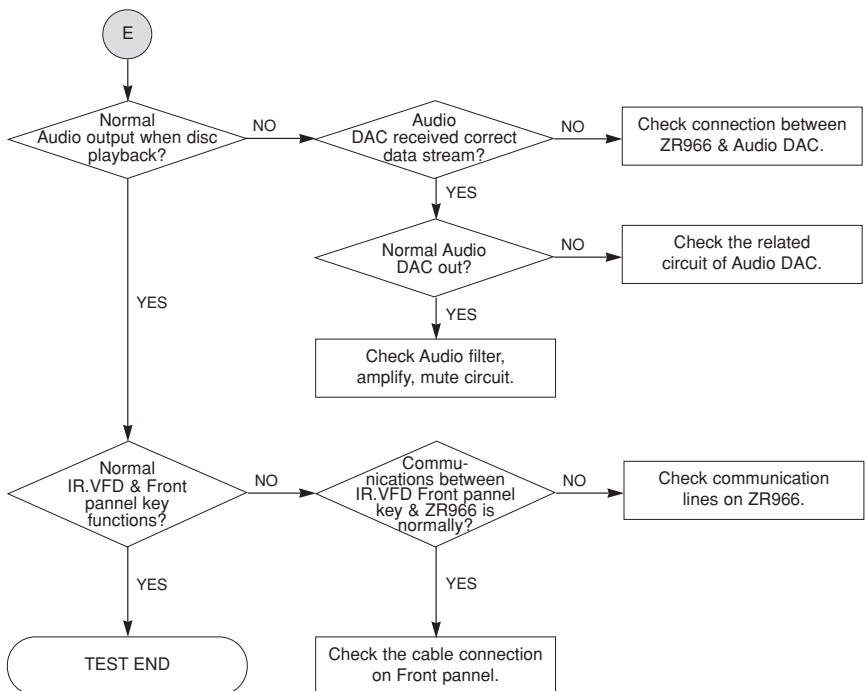 E
Normal
Audio output when disc
playback?
NO
Audio
DAC received correct
data stream?
NO
Check connection between
ZR966 & Audio DAC.
YES
Normal Audio
DAC out?
NO
Check the related
circuit of Audio DAC.
YES
YES
Check Audio filter,
amplify, mute circuit.
Normal
IR.VFD & Front
pannel key
functions?
NO
Commu-
nications between
IR.VFD Front pannel
key & ZR966 is
normally?
NO
Check communication
lines on ZR966.
YES
YES
TEST END
Check the cable connection
on Front pannel.